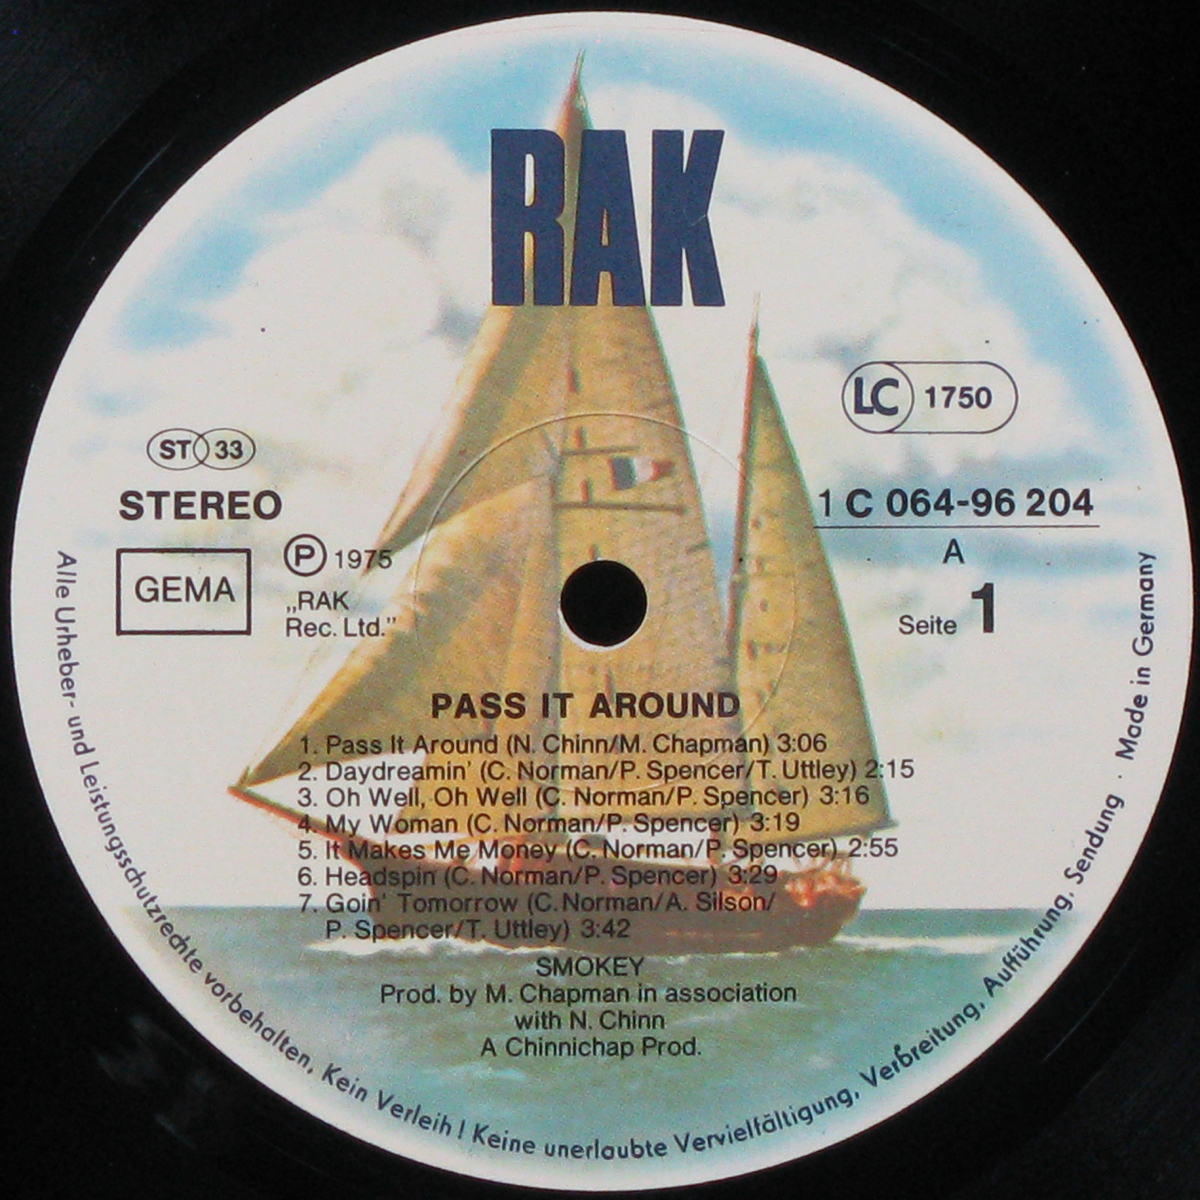 RAK
LC 1750
ST 33
STEREO
GEMA
Ⓟ 1975
„RAK
Rec. Ltd.”
1 C 064-96 204
A
Seite 1
PASS IT AROUND
1. Pass It Around (N. Chinn/M. Chapman) 3:06
2. Daydreamin' (C. Norman/P. Spencer/T. Uttley) 2:15
3. Oh Well, Oh Well (C. Norman/P. Spencer) 3:16
4. My Woman (C. Norman/P. Spencer) 3:19
5. It Makes Me Money (C. Norman/P. Spencer) 2:55
6. Headspin (C. Norman/P. Spencer) 3:29
7. Goin' Tomorrow (C. Norman/A. Silson/
P. Spencer/T. Uttley) 3:42
SMOKEY
Prod. by M. Chapman in association
with N. Chinn
A Chinnichap Prod.
Alle Urheber- und Leistungsschutzrechte vorbehalten, Kein Verleih! Keine unerlaubte Vervielfältigung, Verbreitung, Aufführung, Sendung · Made in Germany